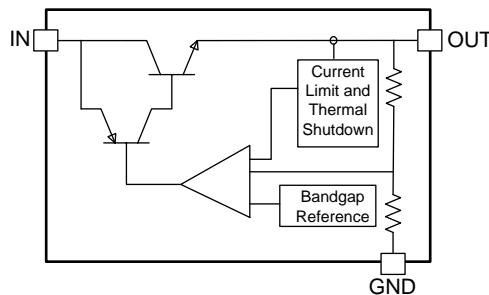 IN
OUT
Current
Limit and
Thermal
Shutdown
Bandgap
Reference
GND